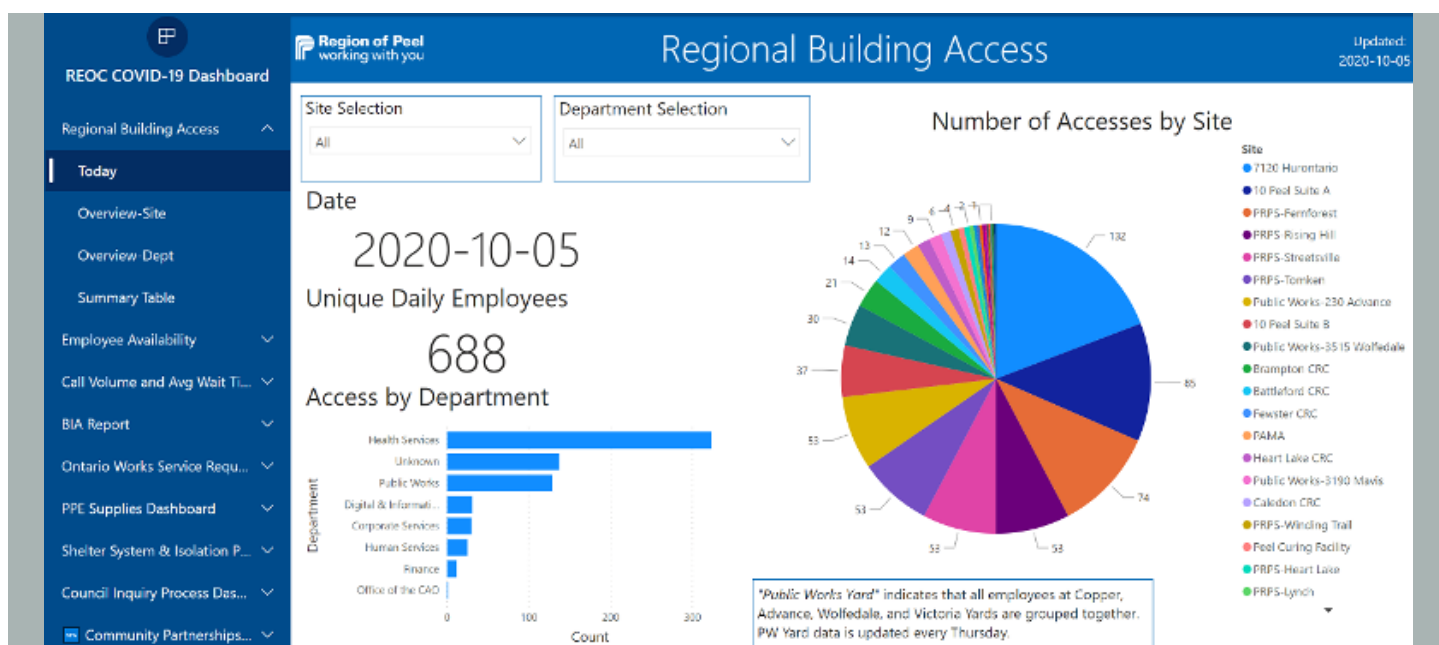 REOC COVID-19 Dashboard
Regional Building Access
Today
Overview-Site
Overview-Dept
Summary Table
Employee Availability
Call Volume and Avg Wait Ti...
BIA Report
Ontario Works Service Requ...
PPE Supplies Dashboard
Shelter System & Isolation P...
Council Inquiry Process Das...
Community Partnerships...
Region of Peel
working with you
Regional Building Access
Updated:
2020-10-05
Site Selection
All
Department Selection
All
Date
2020-10-05
Unique Daily Employees
688
Access by Department
Department
Health Services
Unknown
Public Works
Digital & Informati...
Corporate Services
Human Services
Finance
Office of the CAO
0 100 200 300
Count
Number of Accesses by Site
132
85
74
53
53
53
53
37
30
21
14
13
12
9
6
4
2
1
Site
7120 Hurontario
10 Peel Suite A
PRPS-Fernforest
PRPS-Rising Hill
PRPS-Streetsville
PRPS-Tomken
Public Works-230 Advance
10 Peel Suite B
Public Works-3515 Wolfedale
Brampton CRC
Battleford CRC
Fewster CRC
PAMA
Heart Lake CRC
Public Works-3190 Mavis
Caledon CRC
PRPS-Winding Trail
Peel Curing Facility
PRPS-Heart Lake
PRPS-Lynch
"Public Works Yard" indicates that all employees at Copper,
Advance, Wolfedale, and Victoria Yards are grouped together.
PW Yard data is updated every Thursday.